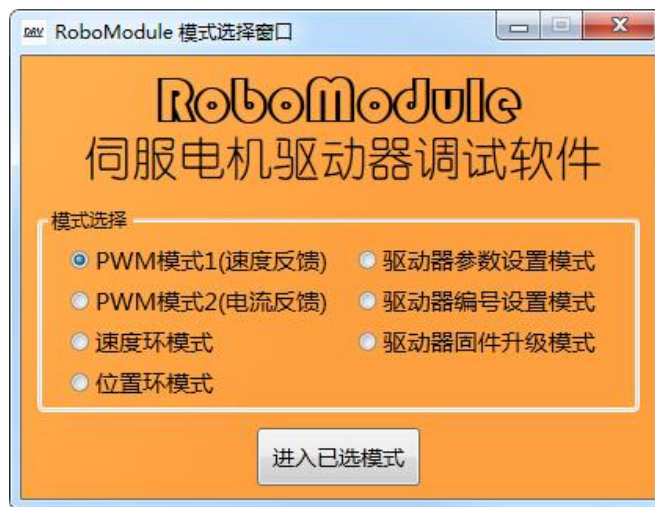 DRV RoboModule 模式选择窗口
RoboModule
伺服电机驱动器调试软件
模式选择
PWM模式1(速度反馈)
驱动器参数设置模式
PWM模式2(电流反馈)
驱动器编号设置模式
速度环模式
驱动器固件升级模式
位置环模式
进入已选模式